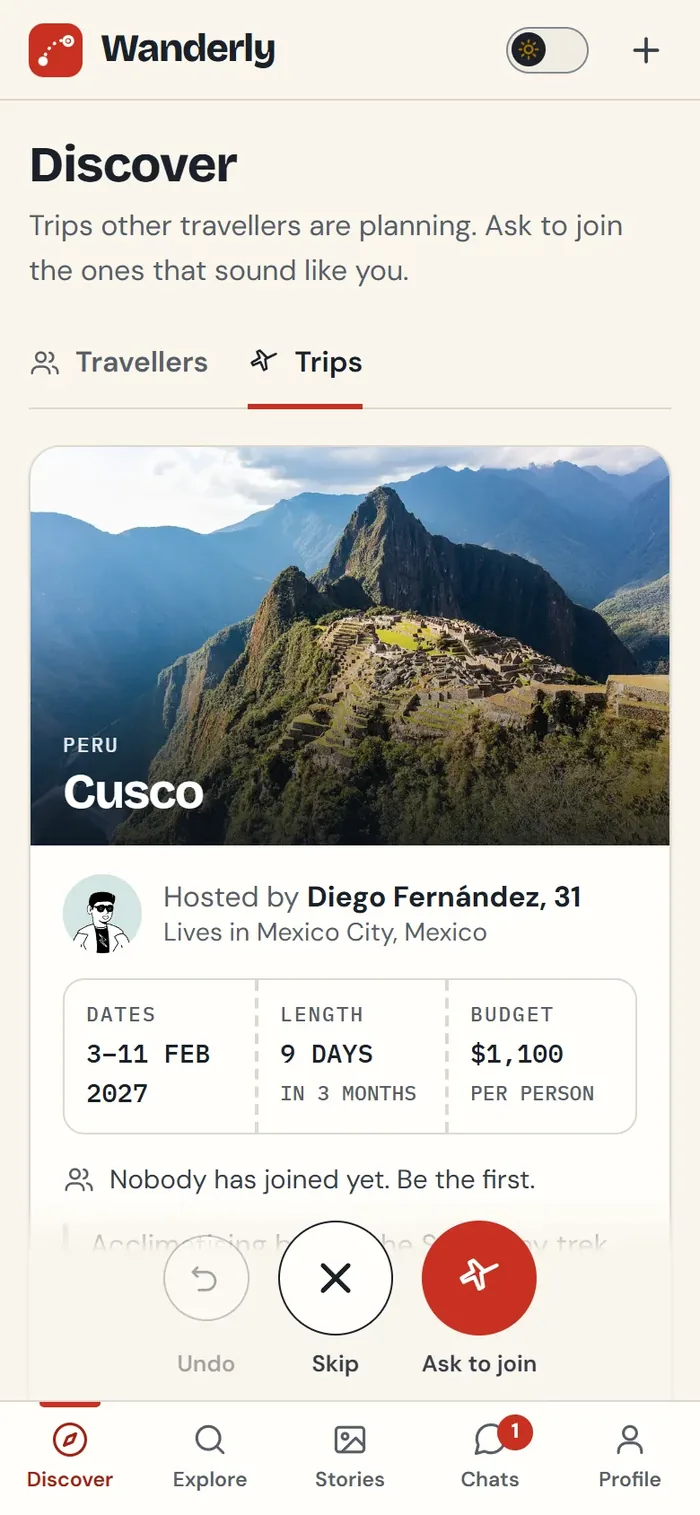 Wanderly
Discover
Trips other travellers are planning. Ask to join
the ones that sound like you.
Travellers
Trips
PERU
Cusco
Hosted by Diego Fernández, 31
Lives in Mexico City, Mexico
DATES
3–11 FEB
2027
LENGTH
9 DAYS
IN 3 MONTHS
BUDGET
$1,100
PER PERSON
Nobody has joined yet. Be the first.
trek
Undo
Skip
Ask to join
Discover
Explore
Stories
1
Chats
Profile